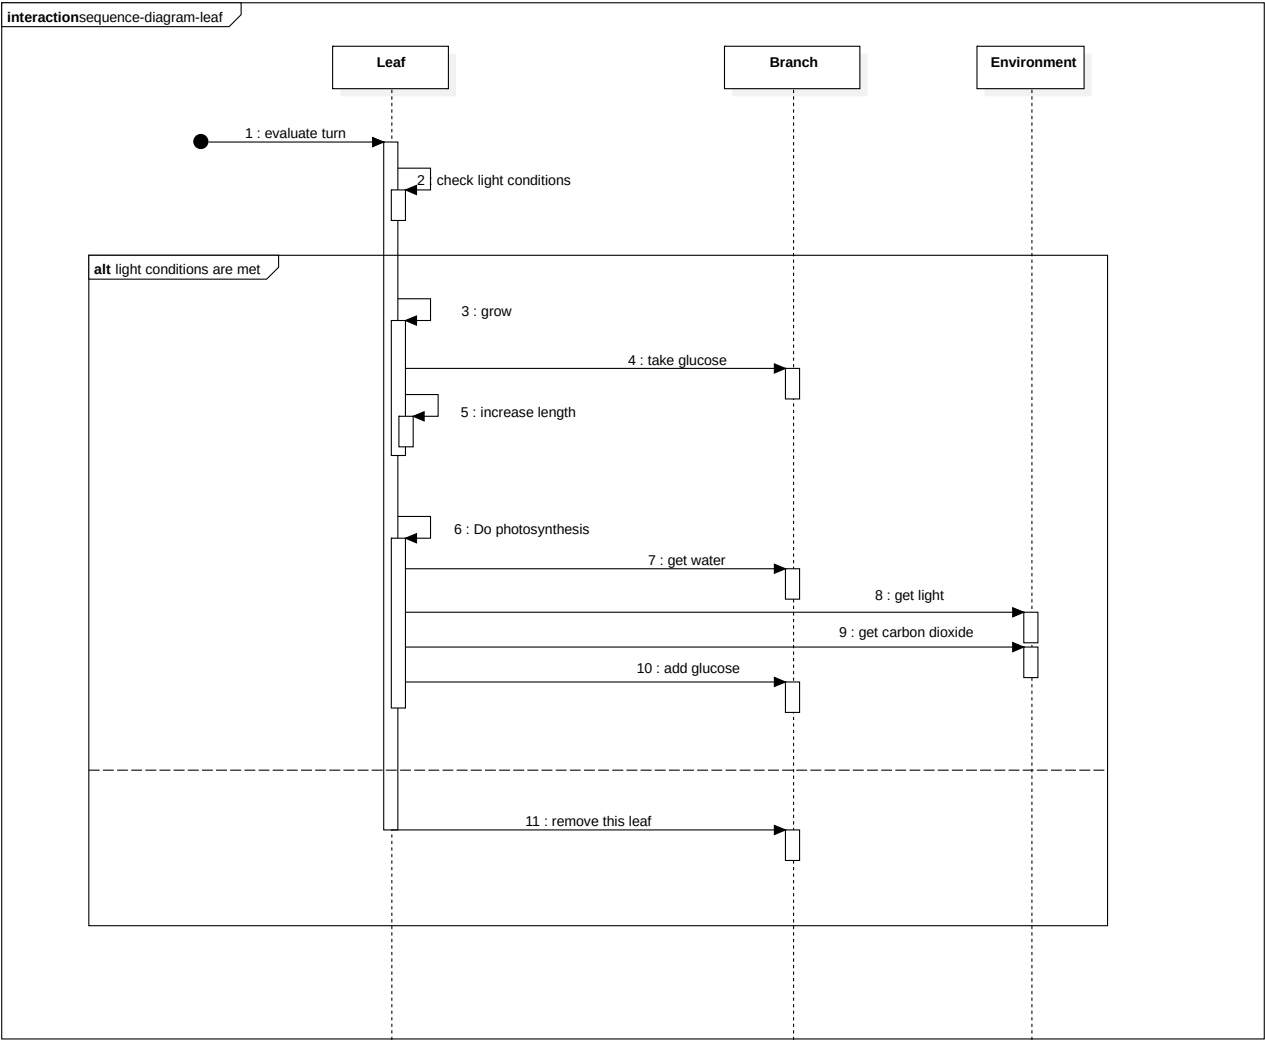 interactionsequence-diagram-leaf
Leaf
Branch
Environment
1 : evaluate turn
2 : check light conditions
alt light conditions are met
3 : grow
4 : take glucose
5 : increase length
6 : Do photosynthesis
7 : get water
8 : get light
9 : get carbon dioxide
10 : add glucose
11 : remove this leaf